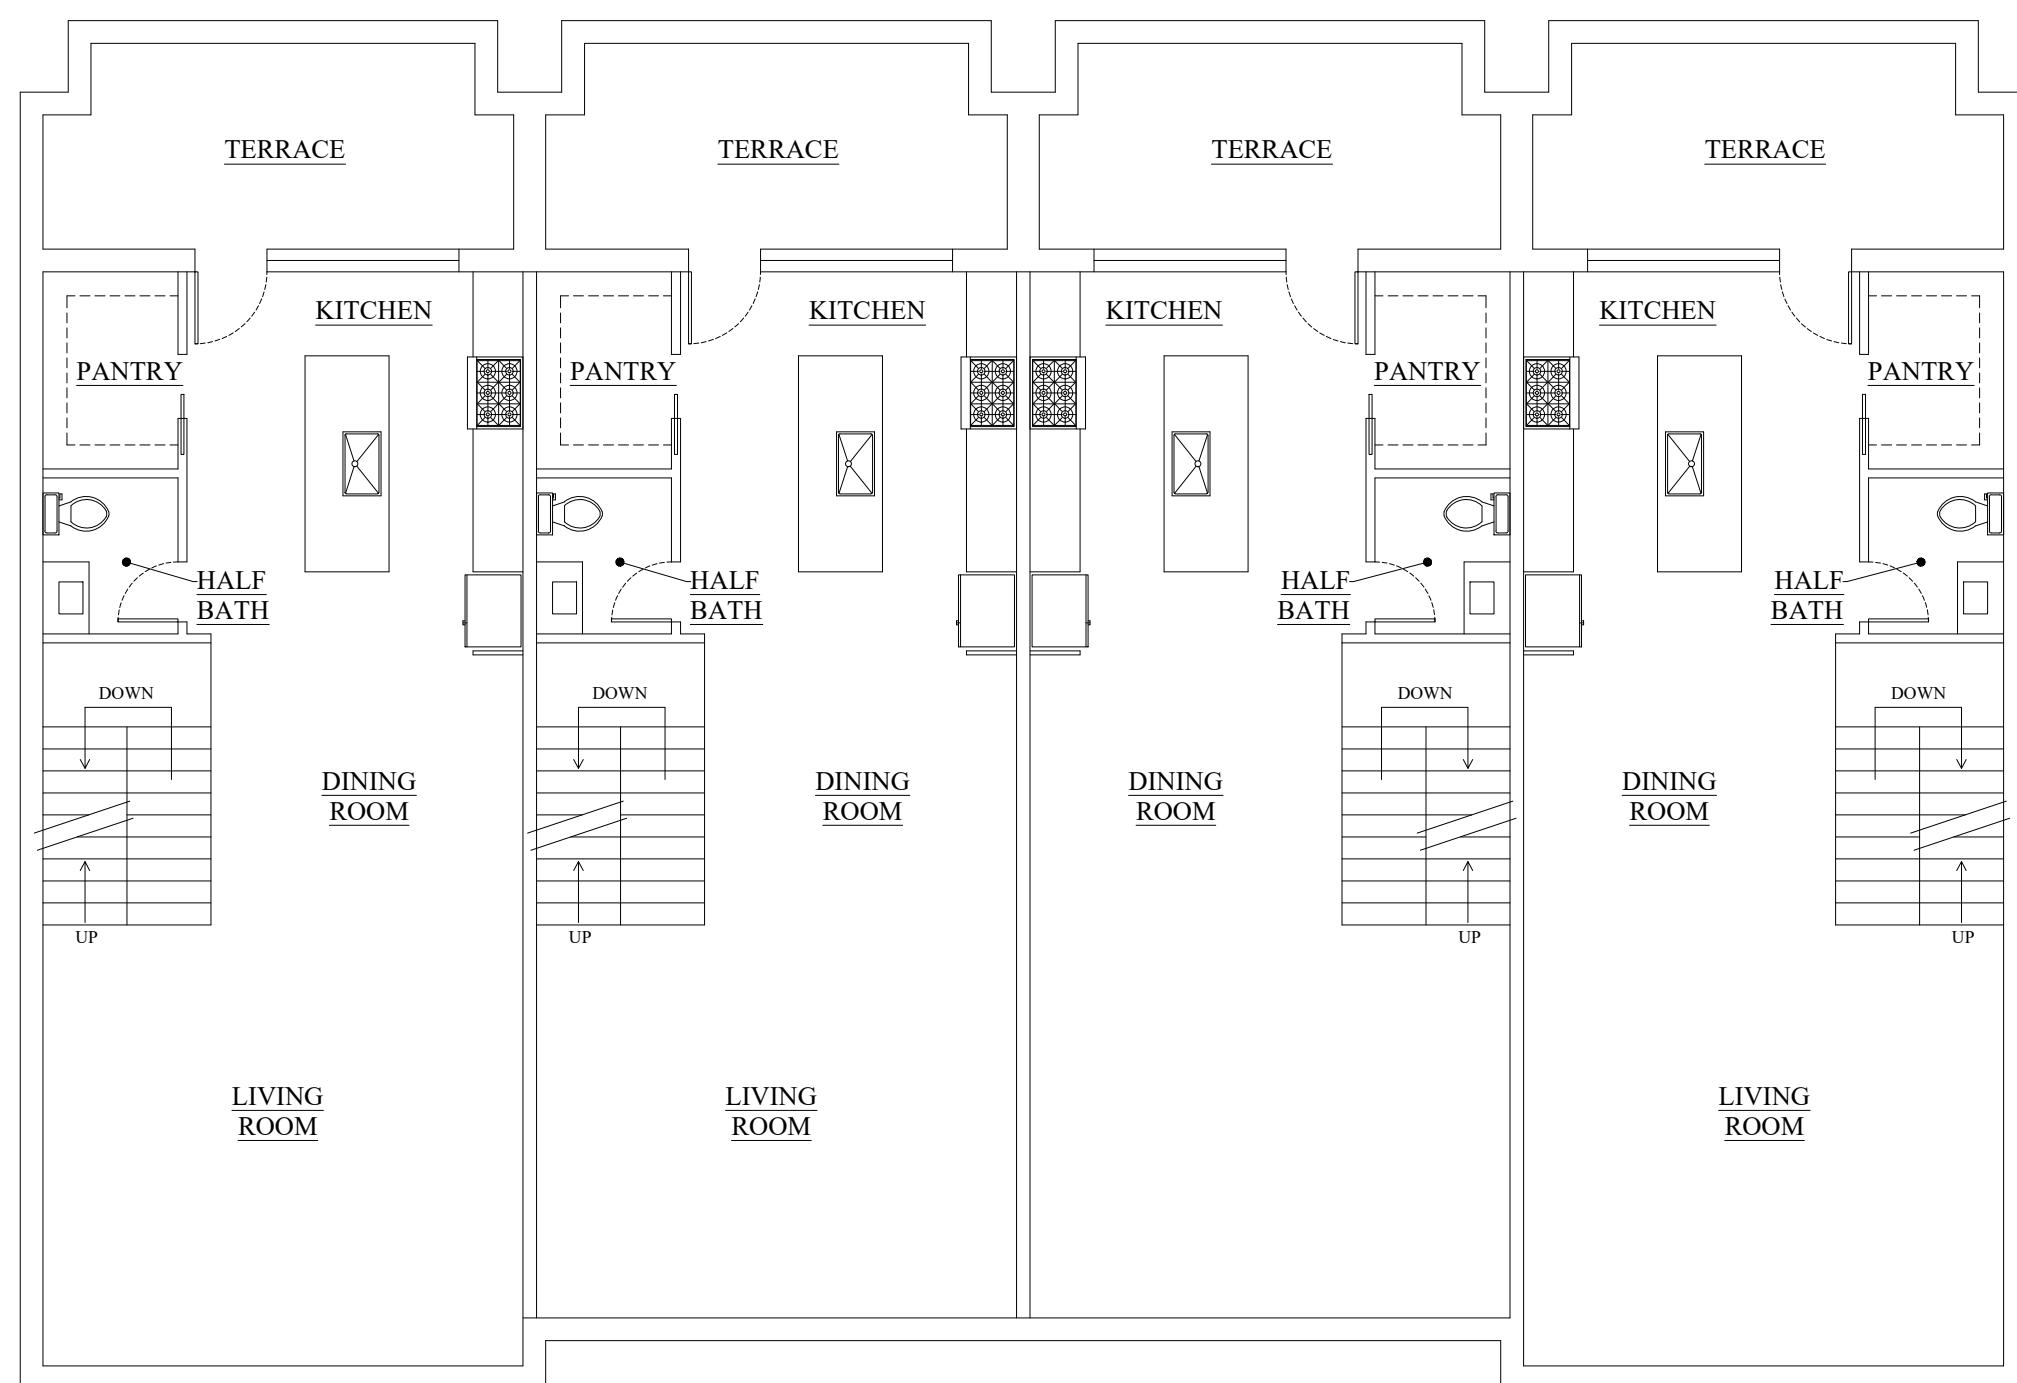 TERRACE TERRACE TERRACE TERRACE
KITCHEN KITCHEN KITCHEN KITCHEN
PANTRY PANTRY PANTRY PANTRY
HALF HALF HALF HALF
BATH BATH BATH BATH
DOWN DOWN DOWN DOWN
DINING DINING DINING DINING
ROOM ROOM ROOM ROOM
UP UP UP UP
LIVING LIVING LIVING
ROOM ROOM ROOM